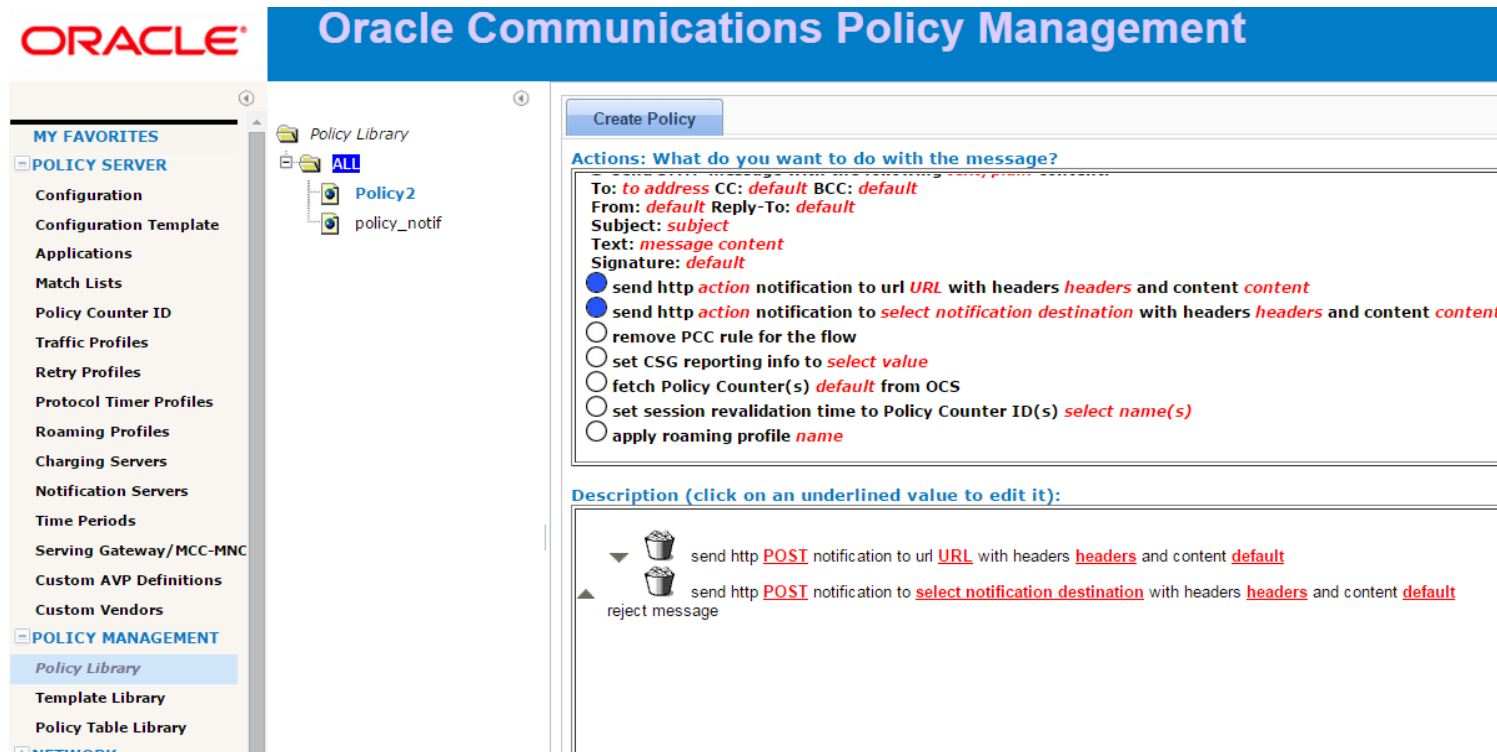 ORACLE
Oracle Communications Policy Management
MY FAVORITES
POLICY SERVER
Configuration
Configuration Template
Applications
Match Lists
Policy Counter ID
Traffic Profiles
Retry Profiles
Protocol Timer Profiles
Roaming Profiles
Charging Servers
Notification Servers
Time Periods
Serving Gateway/MCC-MNC
Custom AVP Definitions
Custom Vendors
POLICY MANAGEMENT
Policy Library
Template Library
Policy Table Library
Policy Library
ALL
Policy2
policy_notif
Create Policy
Actions: What do you want to do with the message?
To: to address CC: default BCC: default
From: default Reply-To: default
Subject: subject
Text: message content
Signature: default
send http action notification to url URL with headers headers and content content
send http action notification to select notification destination with headers headers and content content
remove PCC rule for the flow
set CSG reporting info to select value
fetch Policy Counter(s) default from OCS
set session revalidation time to Policy Counter ID(s) select name(s)
apply roaming profile name
Description (click on an underlined value to edit it):
send http POST notification to url URL with headers headers and content default
send http POST notification to select notification destination with headers headers and content default
reject message